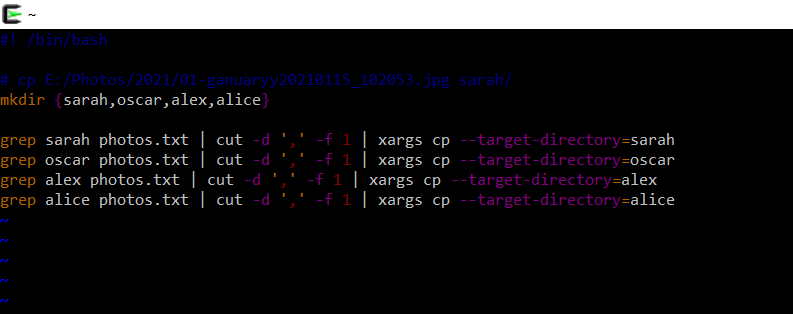 ~
#! /bin/bash
# cp E:/Photos/2021/01-ganuaryy20210115_102053.jpg sarah/
mkdir {sarah,oscar,alex,alice}
grep sarah photos.txt | cut -d ',' -f 1 | xargs cp --target-directory=sarah
grep oscar photos.txt | cut -d ',' -f 1 | xargs cp --target-directory=oscar
grep alex photos.txt | cut -d ',' -f 1 | xargs cp --target-directory=alex
grep alice photos.txt | cut -d ',' -f 1 | xargs cp --target-directory=alice
~
~
~
~
~